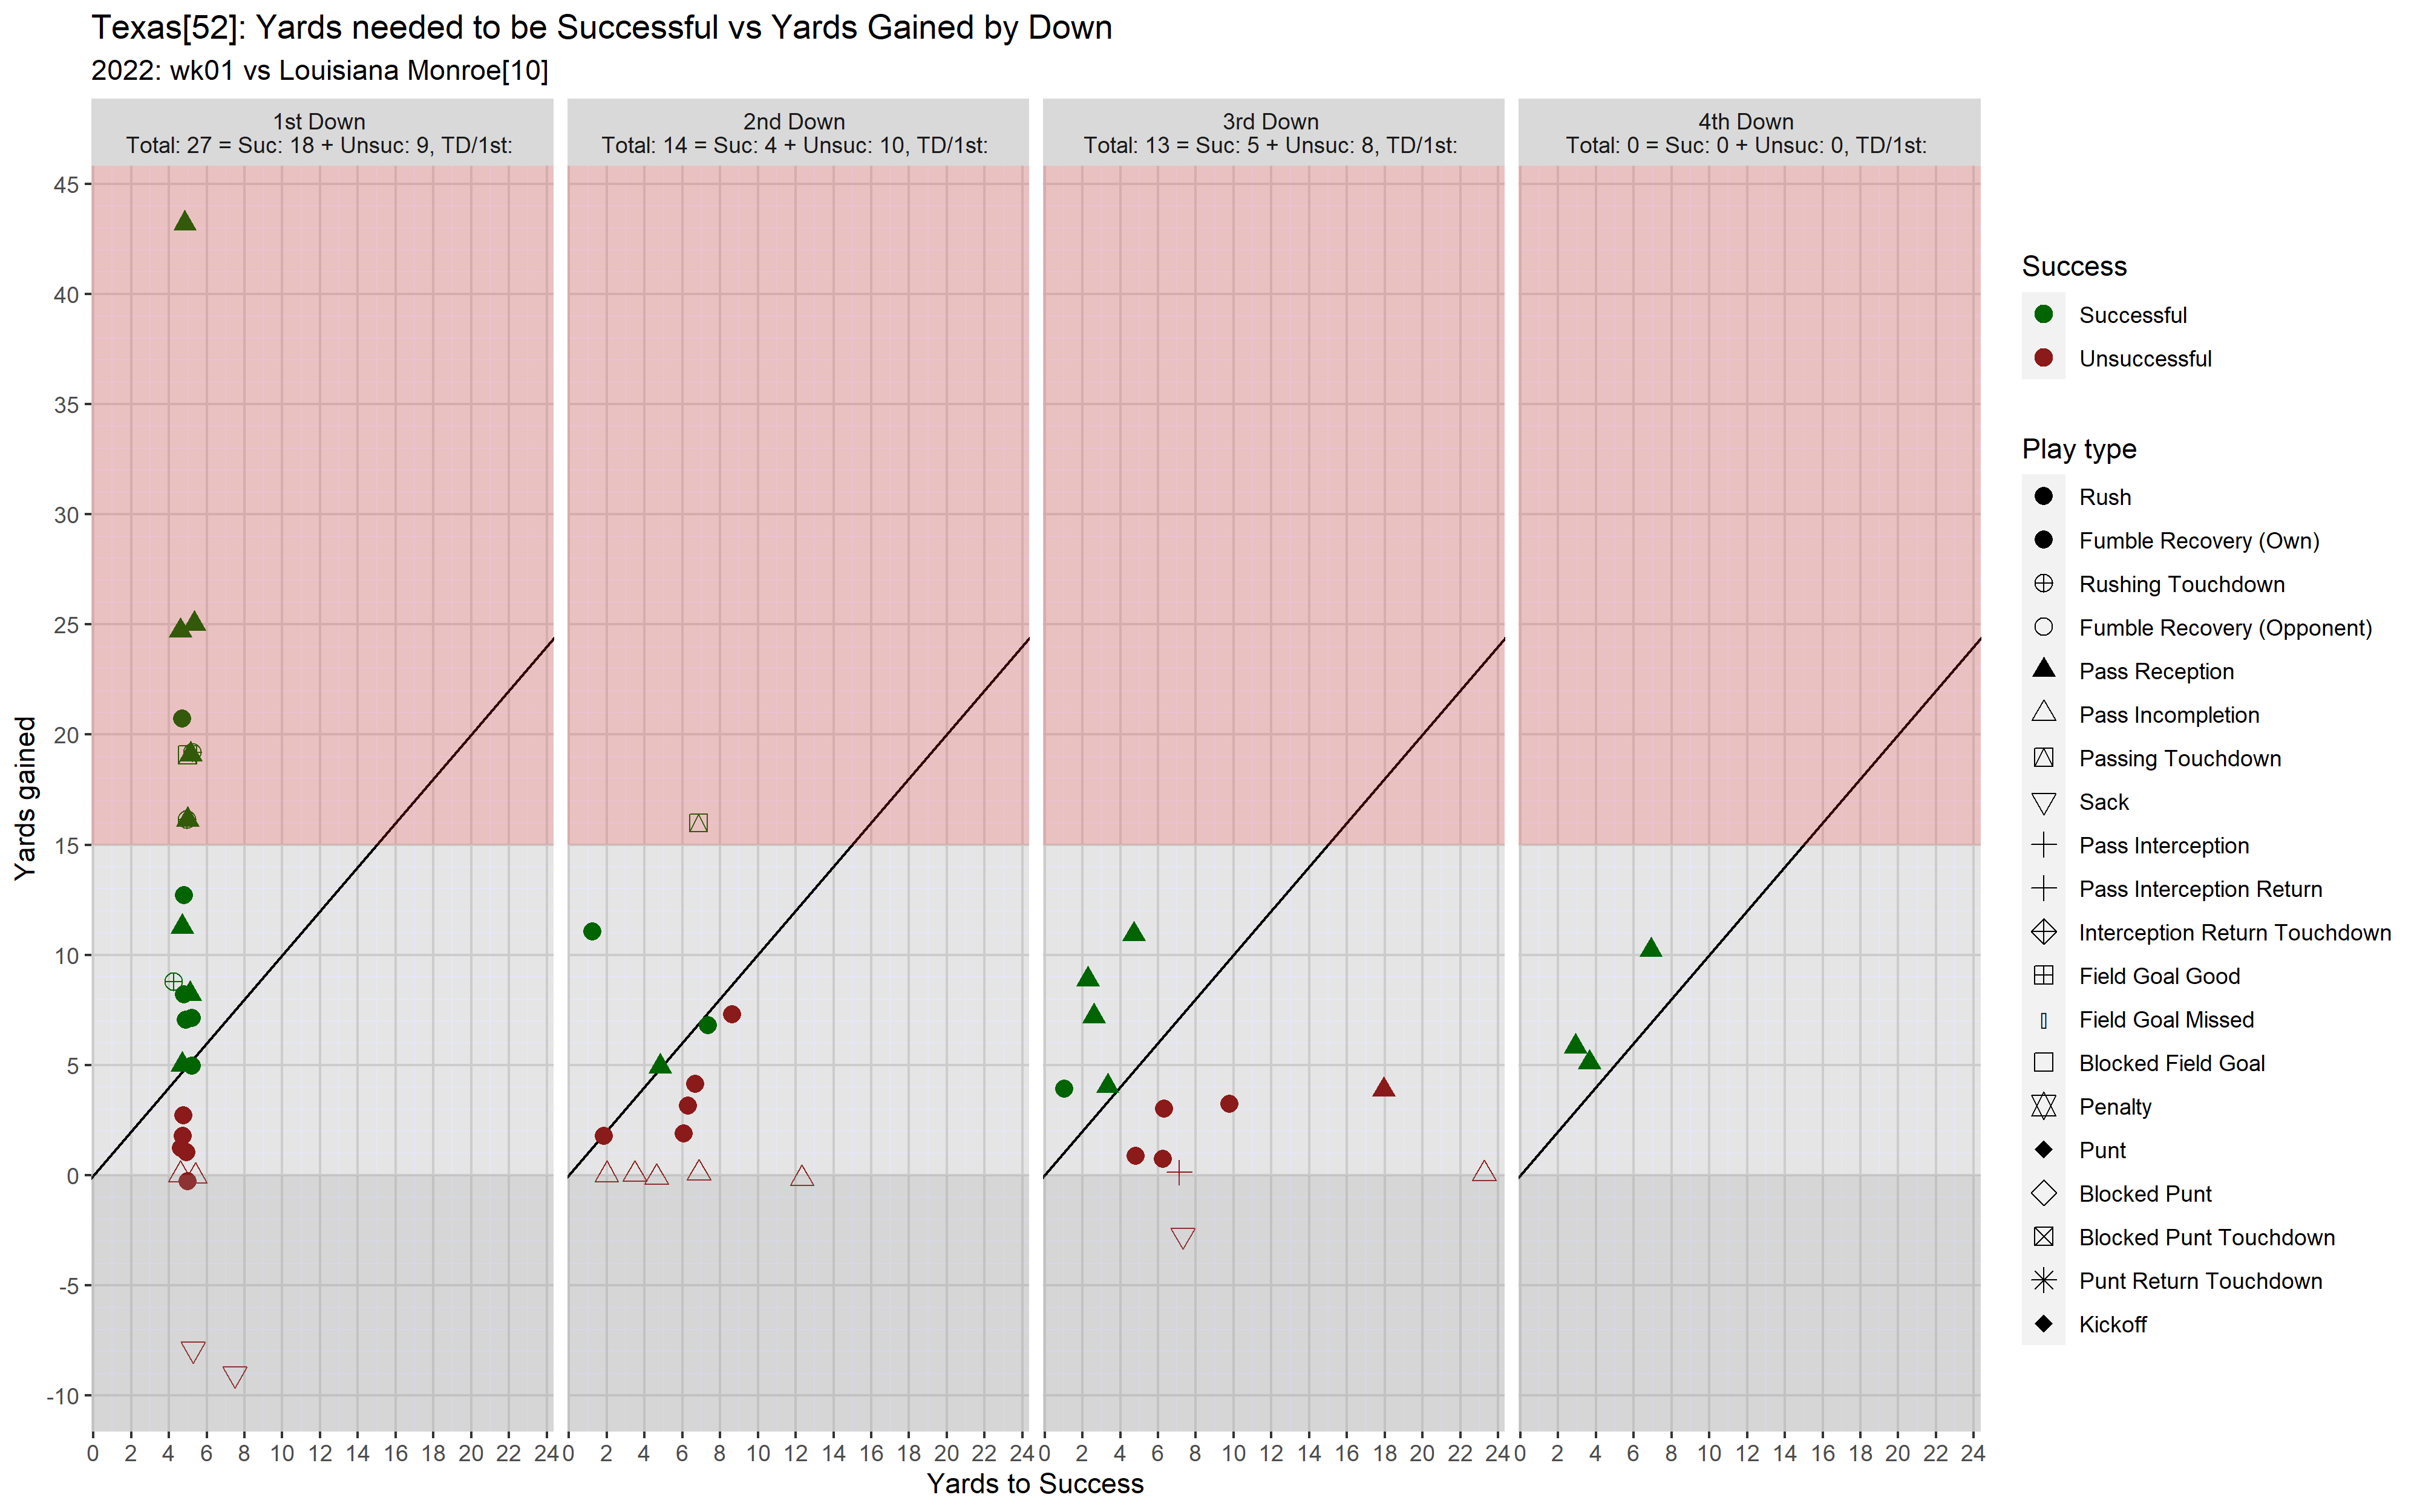 Texas[52]: Yards needed to be Successful vs Yards Gained by Down
2022: wk01 vs Louisiana Monroe[10]
1st Down
Total: 27 = Suc: 18 + Unsuc: 9, TD/1st:
2nd Down
Total: 14 = Suc: 4 + Unsuc: 10, TD/1st:
3rd Down
Total: 13 = Suc: 5 + Unsuc: 8, TD/1st:
4th Down
Total: 0 = Suc: 0 + Unsuc: 0, TD/1st:
Yards gained
45
40
35
30
25
20
15
10
5
0
-5
-10
0 2 4 6 8 10 12 14 16 18 20 22 24
0 2 4 6 8 10 12 14 16 18 20 22 24
0 2 4 6 8 10 12 14 16 18 20 22 24
0 2 4 6 8 10 12 14 16 18 20 22 24
Yards to Success
Success
Successful
Unsuccessful
Play type
Rush
Fumble Recovery (Own)
Rushing Touchdown
Fumble Recovery (Opponent)
Pass Reception
Pass Incompletion
Passing Touchdown
Sack
Pass Interception
Pass Interception Return
Interception Return Touchdown
Field Goal Good
Field Goal Missed
Blocked Field Goal
Penalty
Punt
Blocked Punt
Blocked Punt Touchdown
Punt Return Touchdown
Kickoff